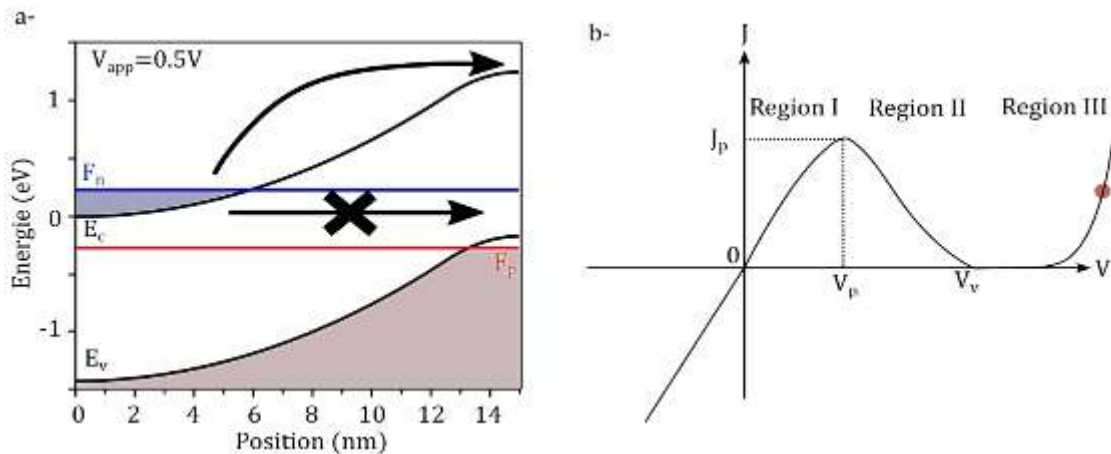 a-
V_app=0.5V
1
F_n
0
E_c
F_p
-1
E_v
Energie (eV)
0 2 4 6 8 10 12 14
Position (nm)
b-
J
Region I Region II Region III
J_p
0
V_p V_v V